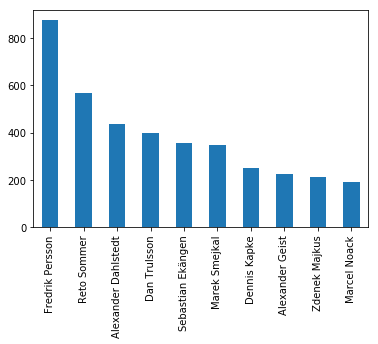 800
600
400
200
0
Fredrik Persson
Reto Sommer
Alexander Dahlstedt
Dan Trulsson
Sebastian Ekängen
Marek Smejkal
Dennis Kapke
Alexander Geist
Zdenek Majkus
Marcel Noack